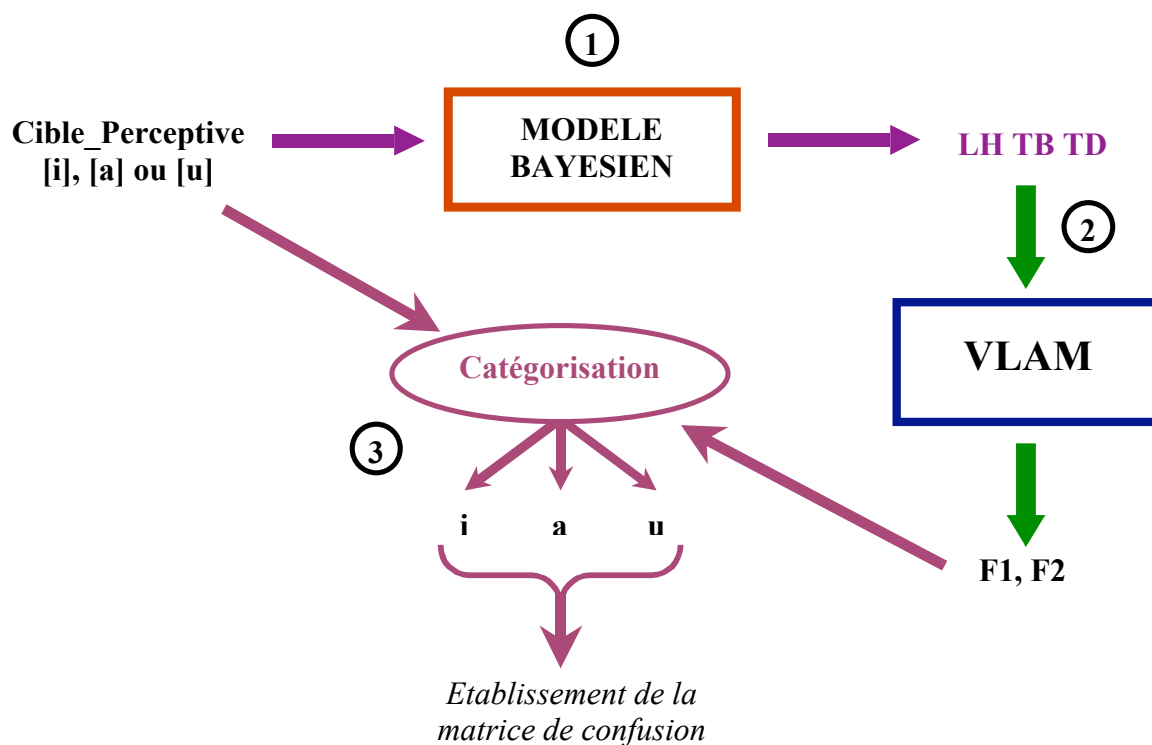 1
Cible_Perceptive
[i], [a] ou [u]
MODELE
BAYESIEN
LH TB TD
2
VLAM
Catégorisation
3
i a u
F1, F2
Etablissement de la
matrice de confusion